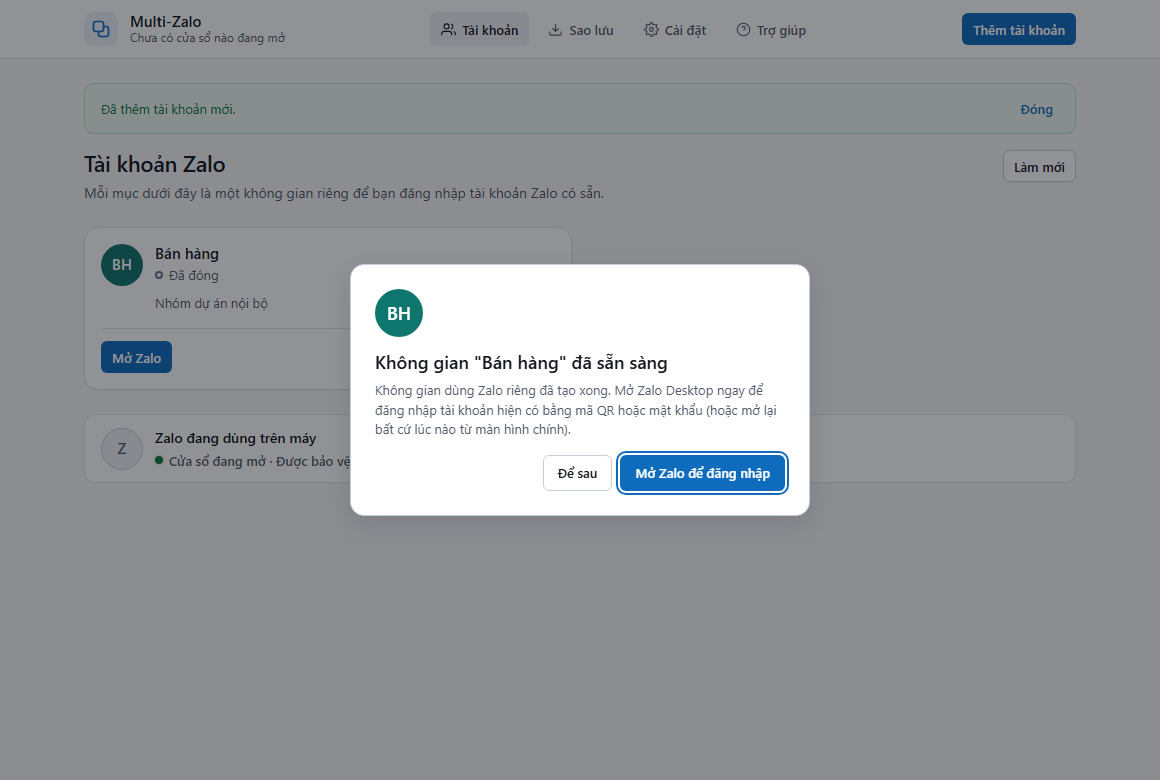 Multi-Zalo
Chưa có cửa sổ nào đang mở
Tài khoản
Sao lưu
Cài đặt
Trợ giúp
Thêm tài khoản
Đã thêm tài khoản mới.
Đóng
Tài khoản Zalo
Làm mới
Mỗi mục dưới đây là một không gian riêng để bạn đăng nhập tài khoản Zalo có sẵn.
BH
Bán hàng
Đã đóng
Nhóm dự án nội bộ
Mở Zalo
BH
Không gian "Bán hàng" đã sẵn sàng
Không gian dùng Zalo riêng đã tạo xong. Mở Zalo Desktop ngay để
đăng nhập tài khoản hiện có bằng mã QR hoặc mật khẩu (hoặc mở lại
bất cứ lúc nào từ màn hình chính).
Để sau
Mở Zalo để đăng nhập
Z
Zalo đang dùng trên máy
Cửa sổ đang mở · Được bảo vệ